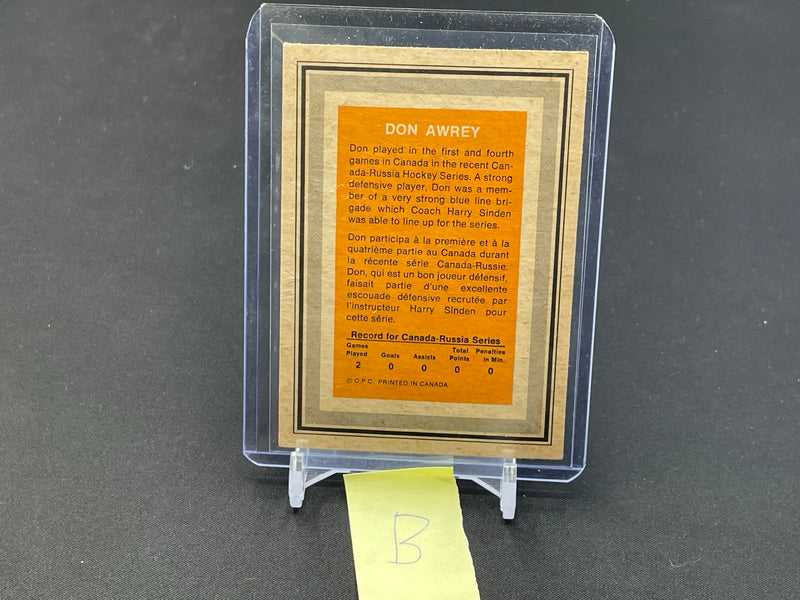 DON AWREY
Don played in the first and fourth
games in Canada in the recent Can-
ada-Russia Hockey Series. A strong
defensive player, Don was a mem-
ber of a very strong blue line bri-
gade which Coach Harry Sinden
was able to line up for the series.
Don participa à la première et à la
quatrième partie au Canada durant
la récente série Canada-Russie.
Don, qui est un bon joueur défensif,
faisait partie d'une excellente
escouade défensive recrutée par
l'instructeur Harry Sinden pour
cette série.
Record for Canada-Russia Series
Games Total Penalties
Played Goals Assists Points in Min.
2 0 0 0 0
© O.P.C. PRINTED IN CANADA
B